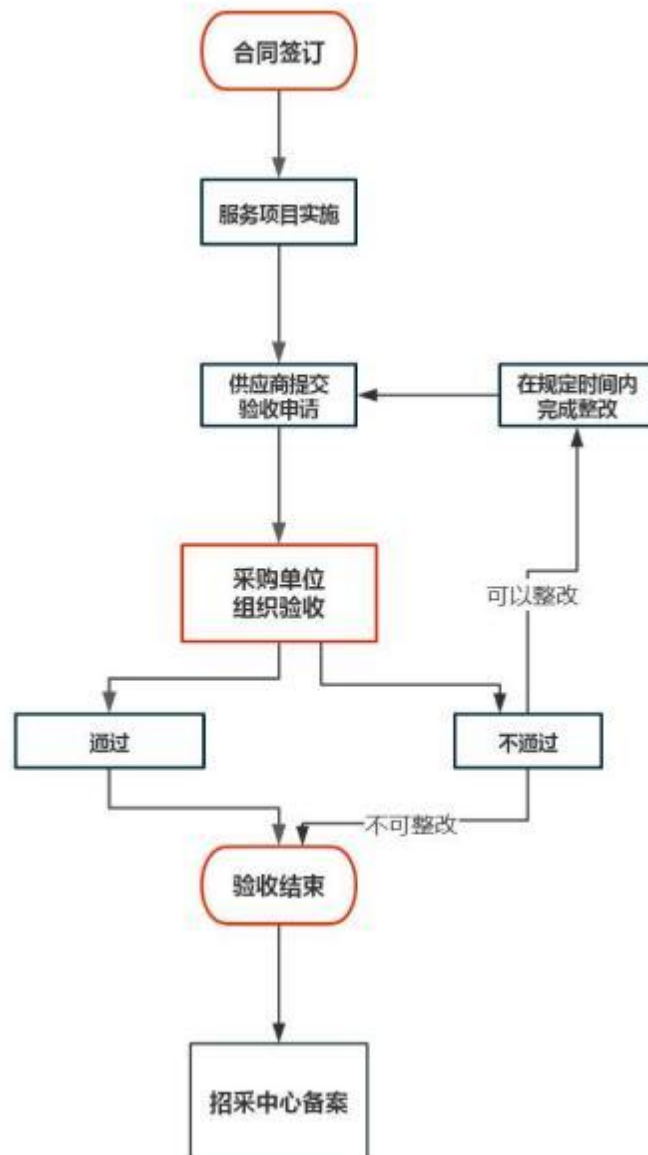 合同签订
服务项目实施
供应商提交
验收申请
在规定时间内
完成整改
采购单位
组织验收
可以整改
通过
不通过
不可整改
验收结束
招采中心备案